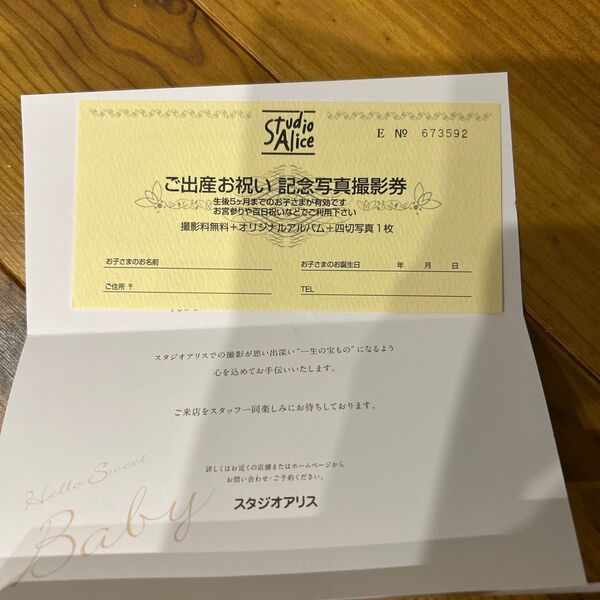 Studio
Alice
E № 673592
ご出産お祝い 記念写真撮影券
生後5ヶ月までのお子さまが有効です
お宮参りや百日祝いなどでご利用下さい
撮影料無料+オリジナルアルバム+四切写真1枚
お子さまのお名前
お子さまのお誕生日 年 月 日
ご住所 〒
TEL
スタジオアリスでの撮影が思い出深い“一生の宝もの”になるよう
心を込めてお手伝いいたします。
ご来店をスタッフ一同楽しみにお待ちしております。
詳しくはお近くの店舗またはホームページから
お問い合わせ・ご予約ください。
スタジオアリス
Hello Sweet
Baby